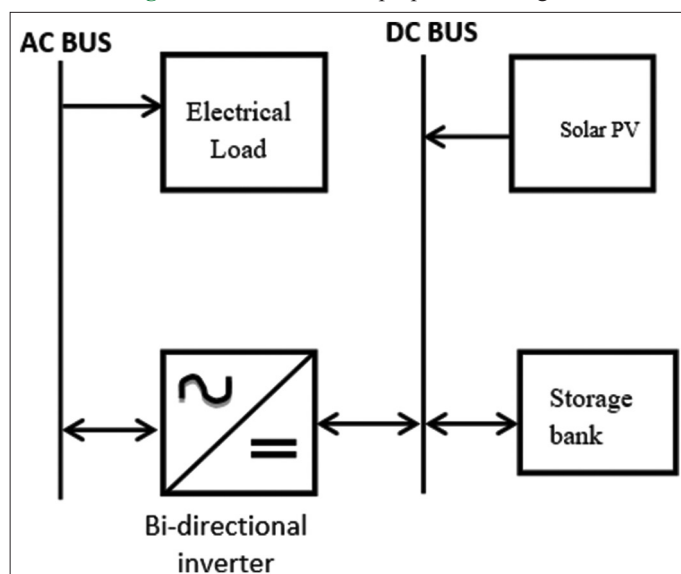 AC BUS
DC BUS
Electrical
Load
Solar PV
Storage
bank
Bi-directional
inverter